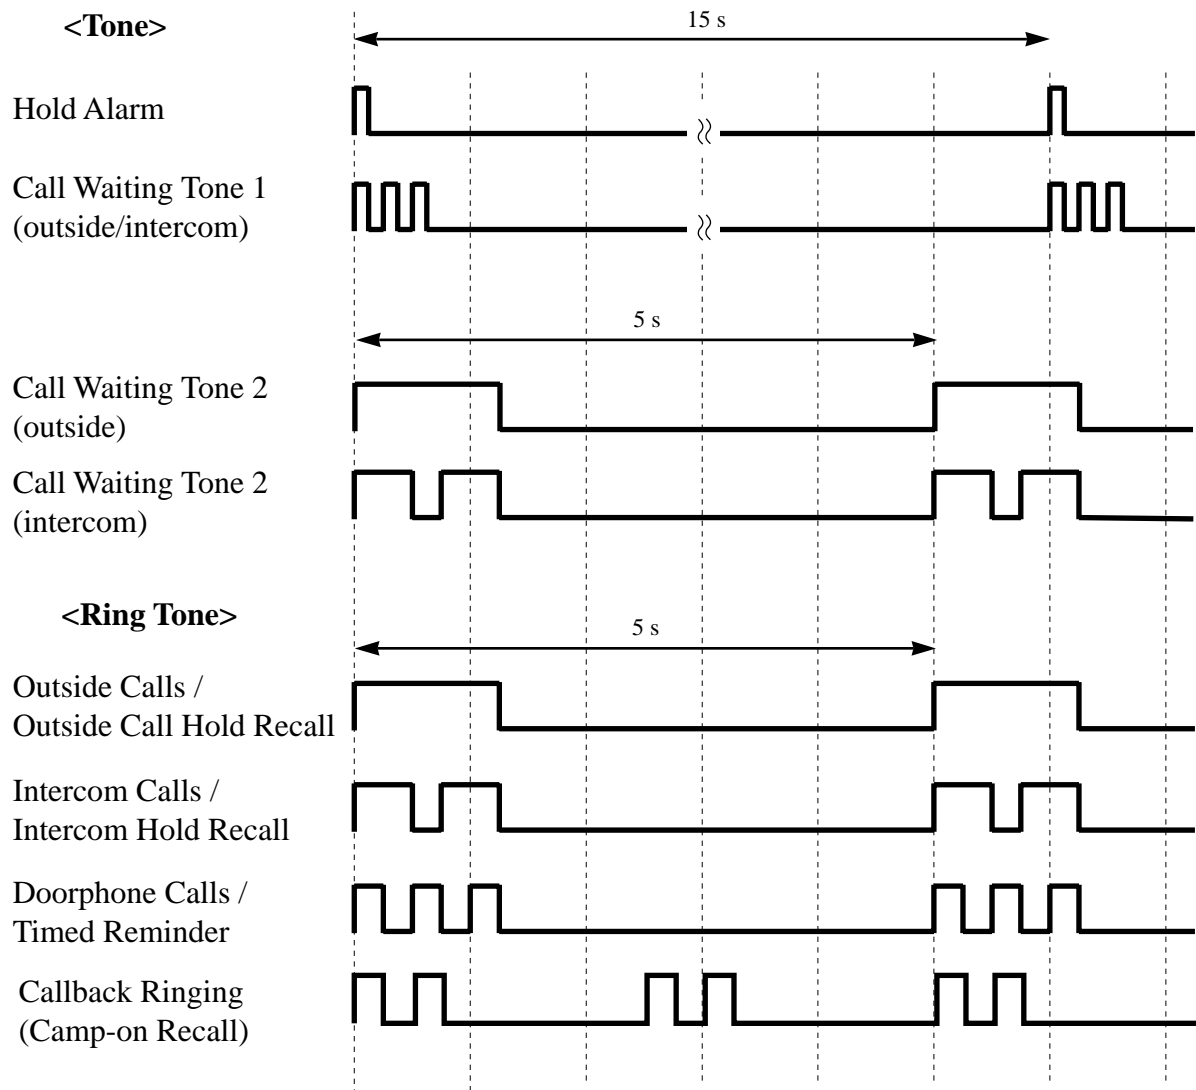 <Tone>
15 s
Hold Alarm
Call Waiting Tone 1
(outside/intercom)
5 s
Call Waiting Tone 2
(outside)
Call Waiting Tone 2
(intercom)
<Ring Tone>
5 s
Outside Calls /
Outside Call Hold Recall
Intercom Calls /
Intercom Hold Recall
Doorphone Calls /
Timed Reminder
Callback Ringing
(Camp-on Recall)